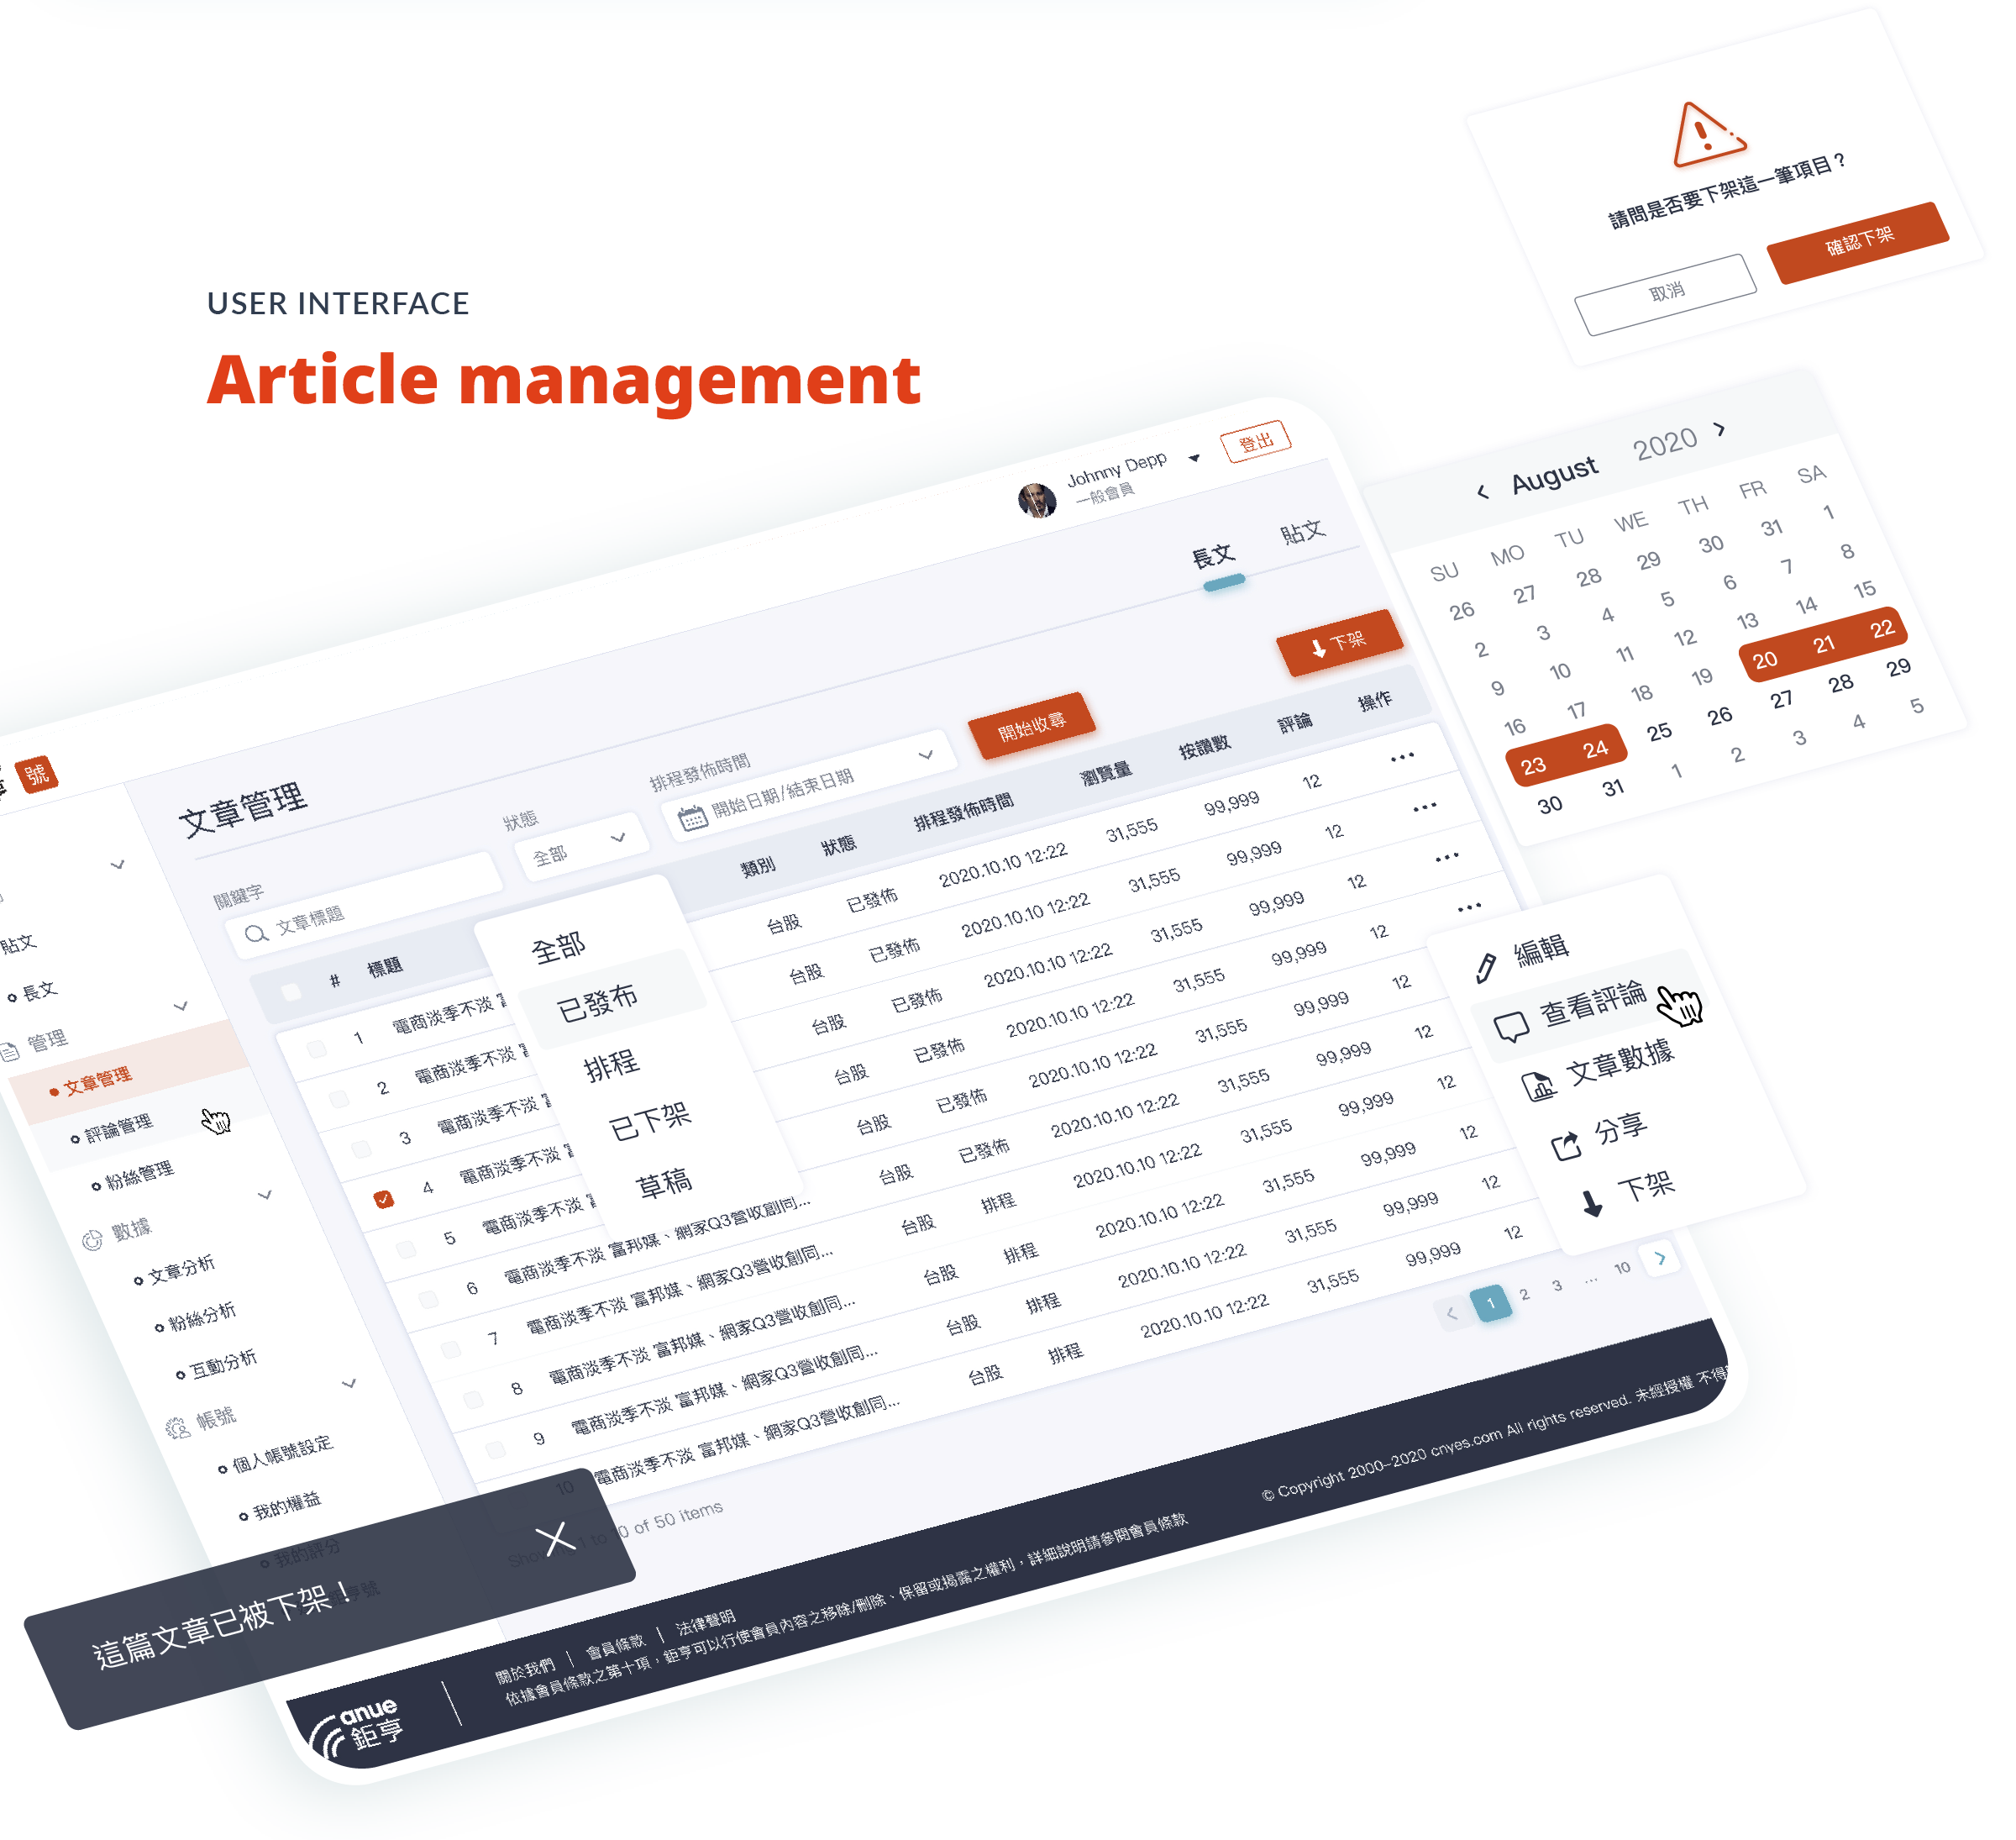 USER INTERFACE
Article management
請問是否要下架這一筆項目？
取消
確認下架
Johnny Depp
一般會員
登出
長文
貼文
August 2020
SU MO TU WE TH FR SA
26 27 28 29 30 31 1
2 3 4 5 6 7 8
9 10 11 12 13 14 15
16 17 18 19 20 21 22
23 24 25 26 27 28 29
30 31 1 2 3 4 5
號
貼文
長文
管理
文章管理
評論管理
粉絲管理
數據
文章分析
粉絲分析
互動分析
帳號
個人帳號設定
我的權益
我的評分
文章管理
下架
關鍵字
文章標題
狀態
全部
排程發佈時間
開始日期/結束日期
開始收尋
# 標題 類別 狀態 排程發佈時間 瀏覽量 按讚數 評論 操作
1 電商淡季不淡 台股 已發佈 2020.10.10 12:22 31,555 99,999 12 ...
2 電商淡季不淡 台股 已發佈 2020.10.10 12:22 31,555 99,999 12 ...
3 電商淡季不淡 台股 已發佈 2020.10.10 12:22 31,555 99,999 12 ...
4 電商淡季不淡 台股 已發佈 2020.10.10 12:22 31,555 99,999 12 ...
5 電商淡季不淡 台股 已發佈 2020.10.10 12:22 31,555 99,999 12
6 電商淡季不淡 富邦媒、網家Q3營收創同... 台股 已發佈 2020.10.10 12:22 31,555 99,999 12
7 電商淡季不淡 富邦媒、網家Q3營收創同... 台股 排程 2020.10.10 12:22 31,555 99,999 12
8 電商淡季不淡 富邦媒、網家Q3營收創同... 台股 排程 2020.10.10 12:22 31,555 99,999 12
9 電商淡季不淡 富邦媒、網家Q3營收創同... 台股 排程 2020.10.10 12:22 31,555 99,999 12
10 電商淡季不淡 富邦媒、網家Q3營收創同... 台股 排程 2020.10.10 12:22 31,555 99,999 12
全部
已發布
排程
已下架
草稿
編輯
查看評論
文章數據
分享
下架
1 2 3 ... 10
of 50 items
這篇文章已被下架！
anue
鉅亨
關於我們 | 會員條款 | 法律聲明
依據會員條款之第十項，鉅亨可以行使會員內容之移除/刪除、保留或揭露之權利，詳細說明請參閱會員條款
© Copyright 2000–2020 cnyes.com All rights reserved. 未經授權 不得